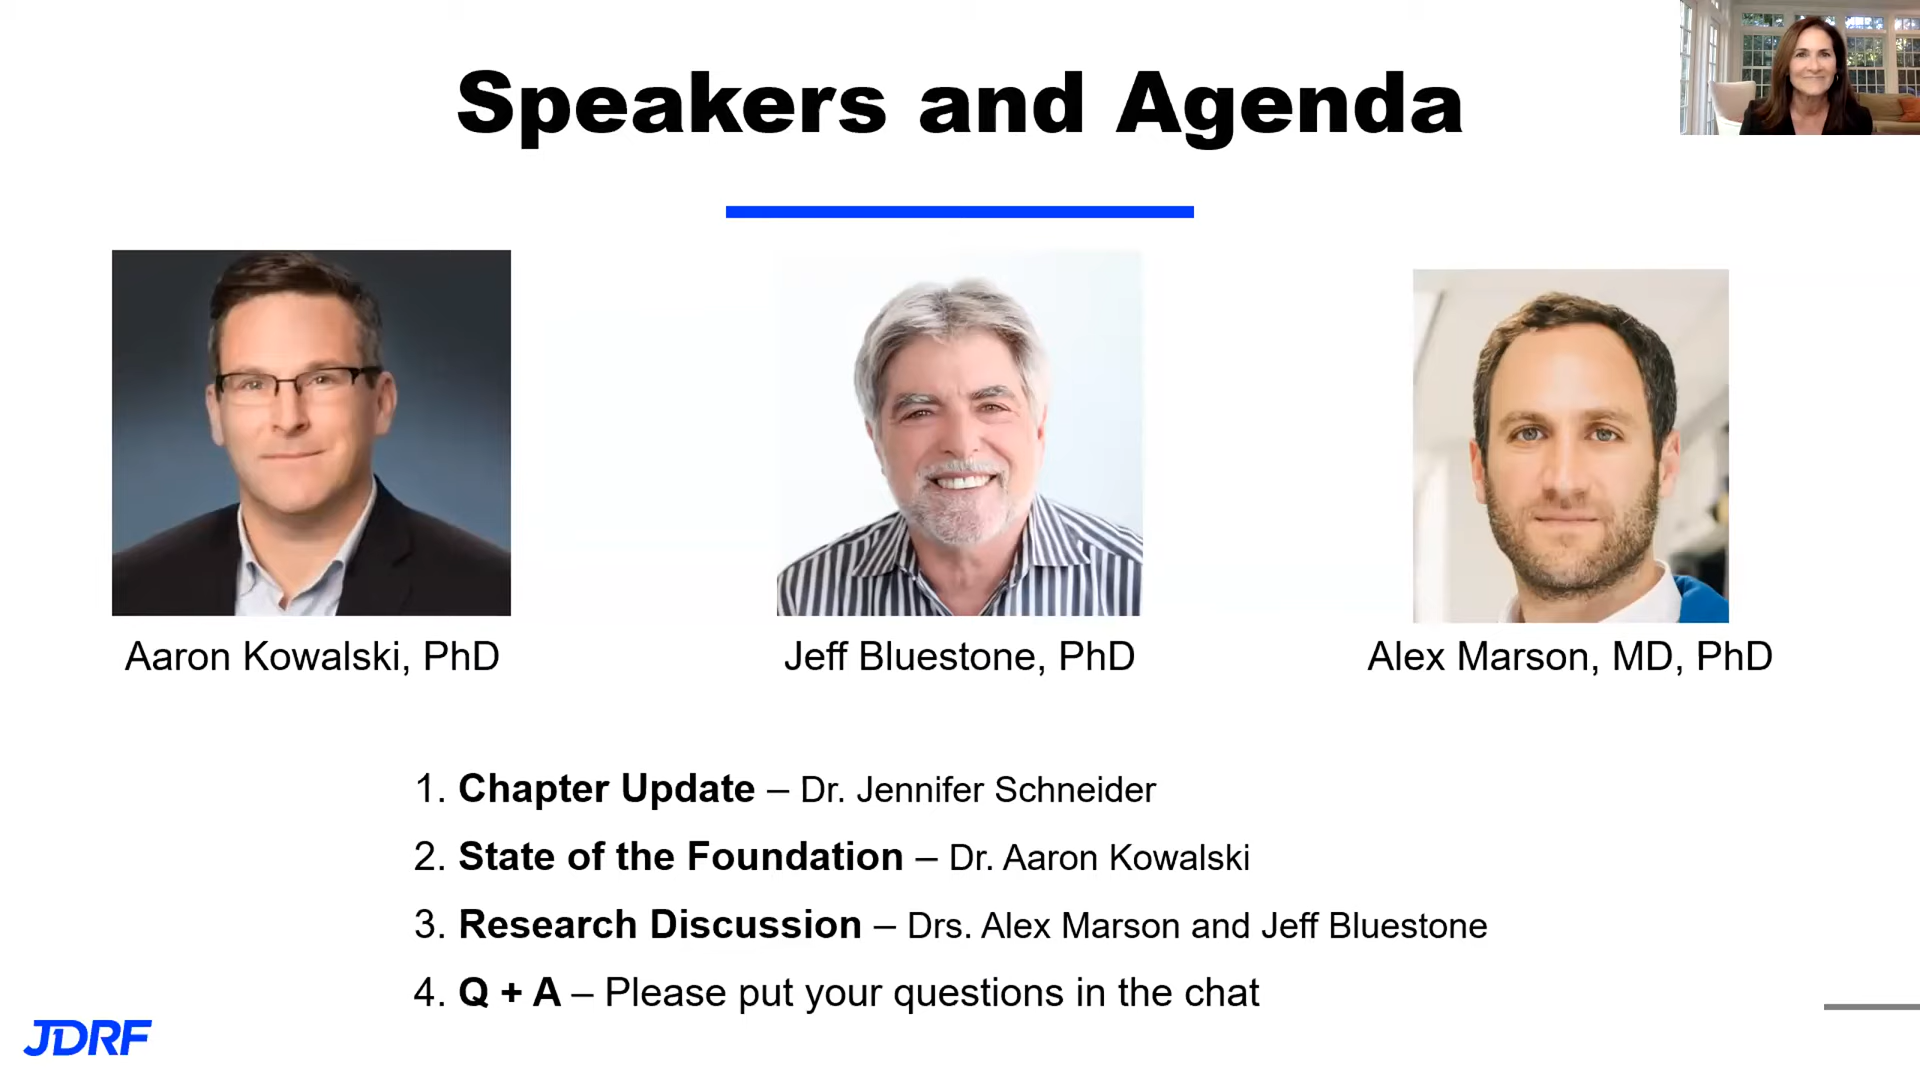 Speakers and Agenda
Aaron Kowalski, PhD
Jeff Bluestone, PhD
Alex Marson, MD, PhD
1. Chapter Update – Dr. Jennifer Schneider
2. State of the Foundation – Dr. Aaron Kowalski
3. Research Discussion – Drs. Alex Marson and Jeff Bluestone
4. Q + A – Please put your questions in the chat
JDRF